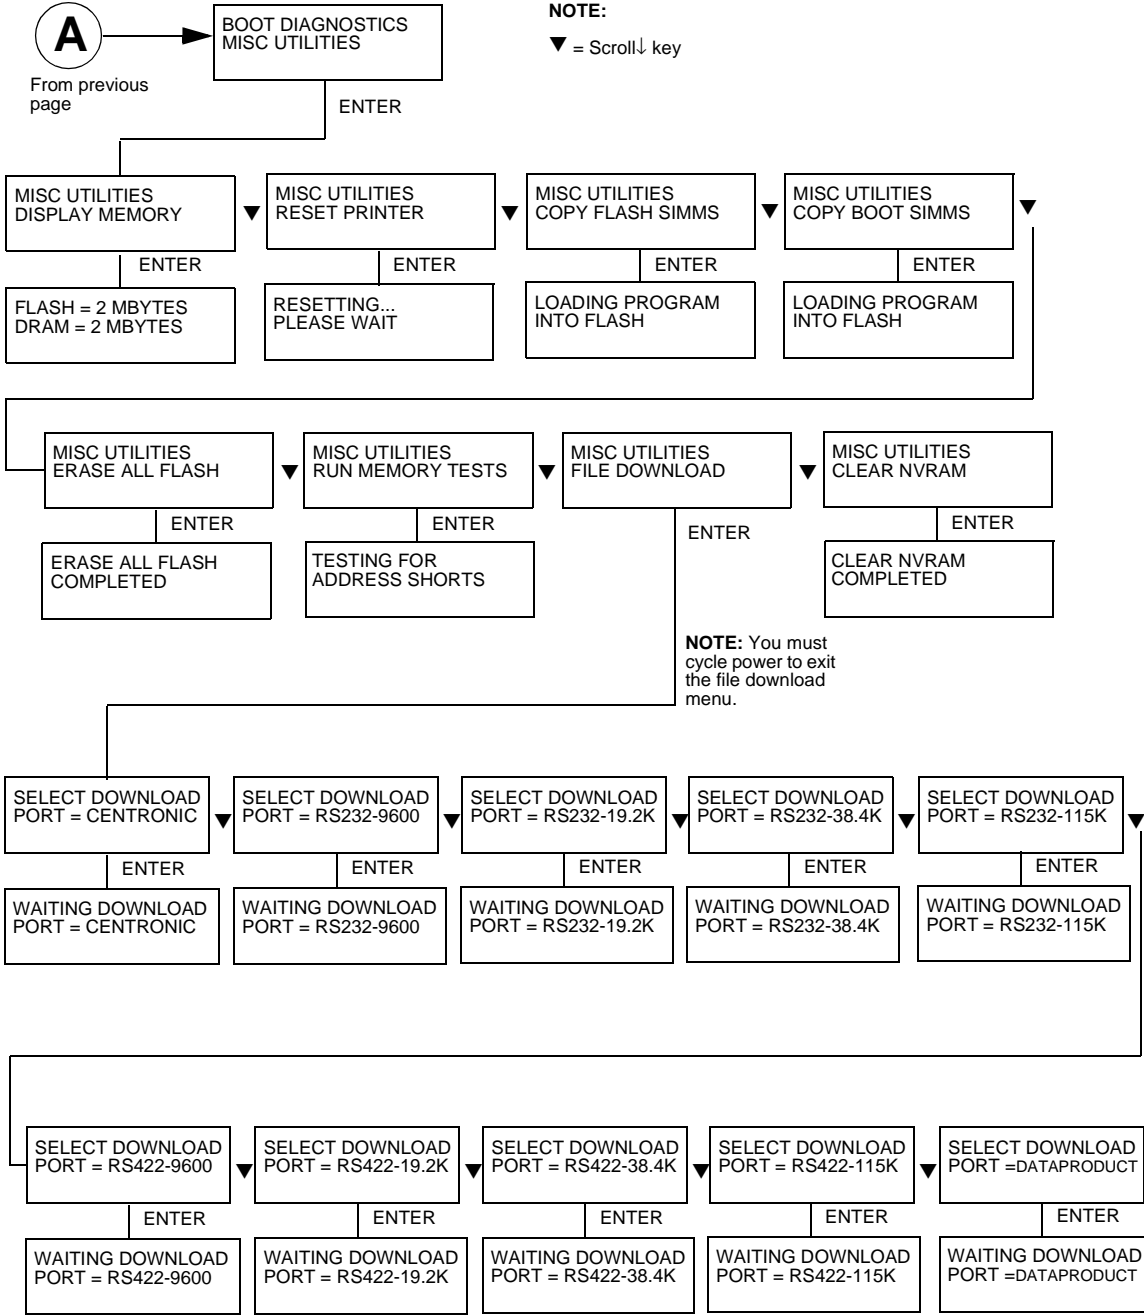 A
From previous
page
BOOT DIAGNOSTICS
MISC UTILITIES
NOTE:
▼ = Scroll↓ key
ENTER
MISC UTILITIES
DISPLAY MEMORY
▼
MISC UTILITIES
RESET PRINTER
▼
MISC UTILITIES
COPY FLASH SIMMS
▼
MISC UTILITIES
COPY BOOT SIMMS
▼
ENTER
ENTER
ENTER
ENTER
FLASH = 2 MBYTES
DRAM = 2 MBYTES
RESETTING...
PLEASE WAIT
LOADING PROGRAM
INTO FLASH
LOADING PROGRAM
INTO FLASH
MISC UTILITIES
ERASE ALL FLASH
▼
MISC UTILITIES
RUN MEMORY TESTS
▼
MISC UTILITIES
FILE DOWNLOAD
▼
MISC UTILITIES
CLEAR NVRAM
ENTER
ENTER
ENTER
ENTER
ERASE ALL FLASH
COMPLETED
TESTING FOR
ADDRESS SHORTS
CLEAR NVRAM
COMPLETED
NOTE: You must
cycle power to exit
the file download
menu.
SELECT DOWNLOAD
PORT = CENTRONIC
▼
SELECT DOWNLOAD
PORT = RS232-9600
▼
SELECT DOWNLOAD
PORT = RS232-19.2K
▼
SELECT DOWNLOAD
PORT = RS232-38.4K
▼
SELECT DOWNLOAD
PORT = RS232-115K
▼
ENTER
ENTER
ENTER
ENTER
ENTER
WAITING DOWNLOAD
PORT = CENTRONIC
WAITING DOWNLOAD
PORT = RS232-9600
WAITING DOWNLOAD
PORT = RS232-19.2K
WAITING DOWNLOAD
PORT = RS232-38.4K
WAITING DOWNLOAD
PORT = RS232-115K
SELECT DOWNLOAD
PORT = RS422-9600
▼
SELECT DOWNLOAD
PORT = RS422-19.2K
▼
SELECT DOWNLOAD
PORT = RS422-38.4K
▼
SELECT DOWNLOAD
PORT = RS422-115K
▼
SELECT DOWNLOAD
PORT =DATAPRODUCT
ENTER
ENTER
ENTER
ENTER
ENTER
WAITING DOWNLOAD
PORT = RS422-9600
WAITING DOWNLOAD
PORT = RS422-19.2K
WAITING DOWNLOAD
PORT = RS422-38.4K
WAITING DOWNLOAD
PORT = RS422-115K
WAITING DOWNLOAD
PORT =DATAPRODUCT